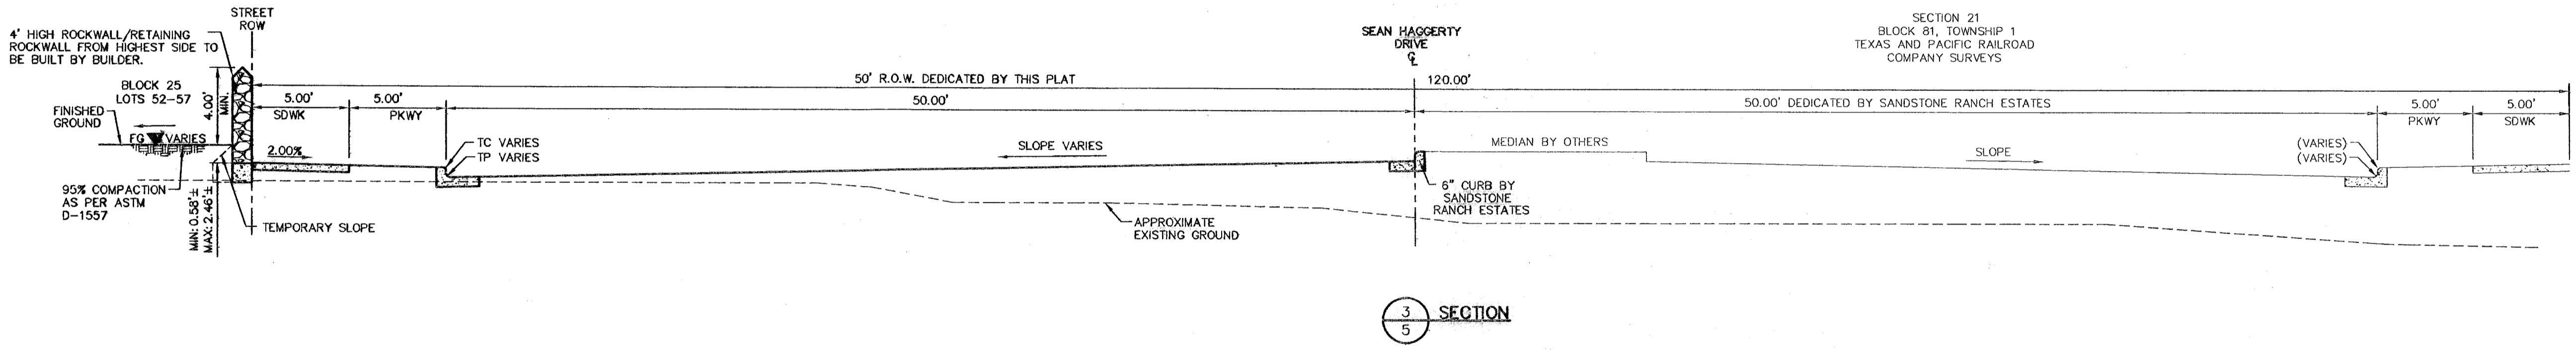 STREET
ROW
4' HIGH ROCKWALL/RETAINING
ROCKWALL FROM HIGHEST SIDE TO
BE BUILT BY BUILDER.
BLOCK 25
LOTS 52-57
FINISHED
GROUND
FG VARIES
4.00'
MIN.
95% COMPACTION
AS PER ASTM
D-1557
MIN: 0.58'±
MAX: 2.46'±
TEMPORARY SLOPE
50' R.O.W. DEDICATED BY THIS PLAT
120.00'
5.00'
SDWK
5.00'
PKWY
50.00'
2.00%
TC VARIES
TP VARIES
SLOPE VARIES
SEAN HAGGERTY
DRIVE
℄
APPROXIMATE
EXISTING GROUND
6" CURB BY
SANDSTONE
RANCH ESTATES
MEDIAN BY OTHERS
50.00' DEDICATED BY SANDSTONE RANCH ESTATES
SLOPE
(VARIES)
(VARIES)
5.00'
PKWY
5.00'
SDWK
SECTION 21
BLOCK 81, TOWNSHIP 1
TEXAS AND PACIFIC RAILROAD
COMPANY SURVEYS
3
5
SECTION